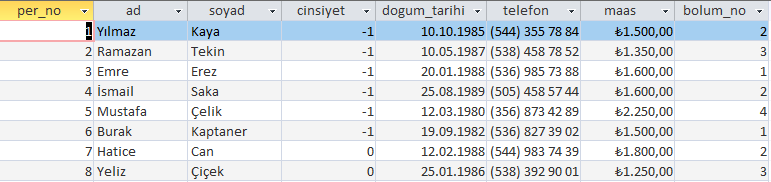 per_no ad soyad cinsiyet dogum_tarihi telefon maas bolum_no
1 Yılmaz Kaya -1 10.10.1985 (544) 355 78 84 ₺1.500,00 2
2 Ramazan Tekin -1 10.05.1987 (538) 458 78 52 ₺1.350,00 3
3 Emre Erez -1 20.01.1988 (536) 985 73 88 ₺1.600,00 1
4 İsmail Saka -1 25.08.1989 (505) 458 57 44 ₺1.600,00 2
5 Mustafa Çelik -1 12.03.1980 (356) 873 42 89 ₺2.250,00 4
6 Burak Kaptaner -1 19.09.1982 (536) 827 39 02 ₺1.500,00 1
7 Hatice Can 0 12.02.1988 (544) 983 74 39 ₺1.800,00 2
8 Yeliz Çiçek 0 25.01.1986 (538) 392 90 01 ₺1.250,00 3